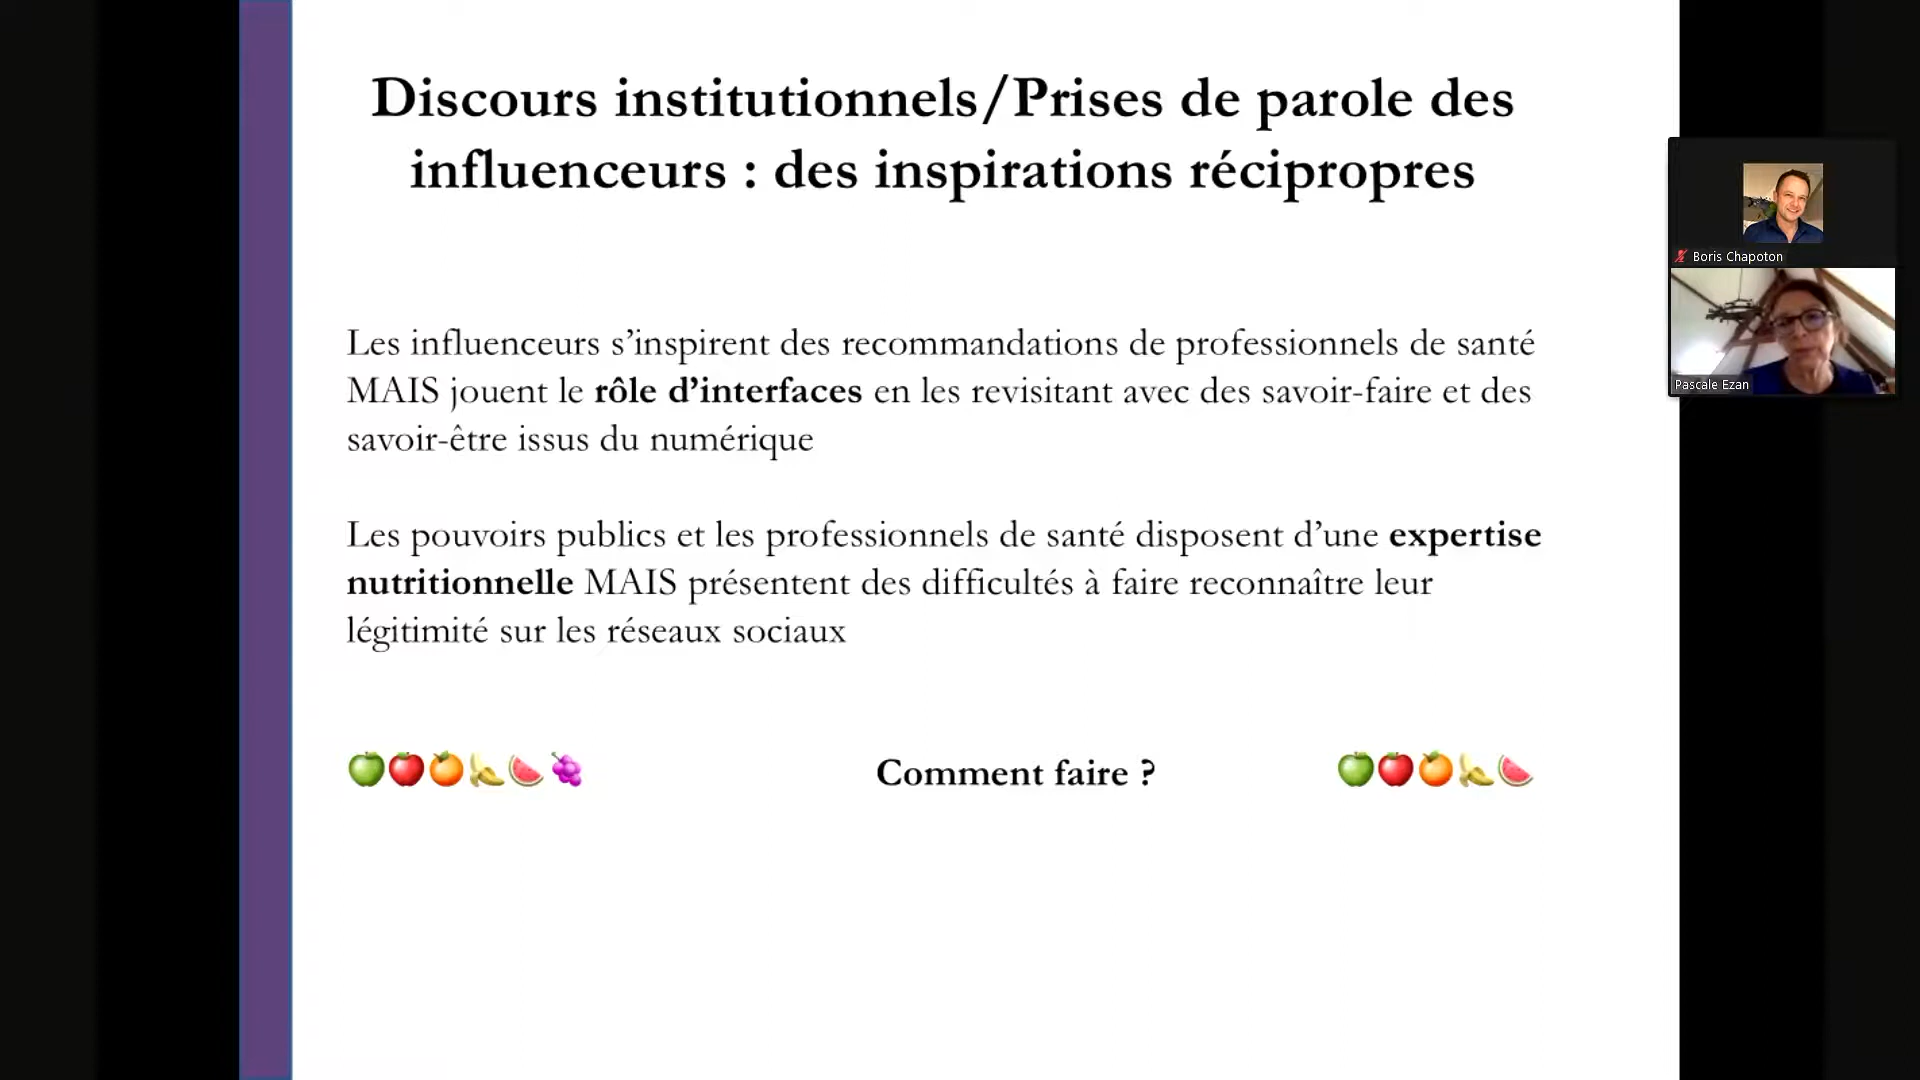 Discours institutionnels/Prises de parole des
influenceurs : des inspirations récipropres
Les influenceurs s’inspirent des recommandations de professionnels de santé
MAIS jouent le rôle d’interfaces en les revisitant avec des savoir-faire et des
savoir-être issus du numérique
Les pouvoirs publics et les professionnels de santé disposent d’une expertise
nutritionnelle MAIS présentent des difficultés à faire reconnaître leur
légitimité sur les réseaux sociaux
🍏🍎🍊🍌🍉🍇 Comment faire ? 🍏🍎🍊🍌🍉
Boris Chapoton
Pascale Ezan